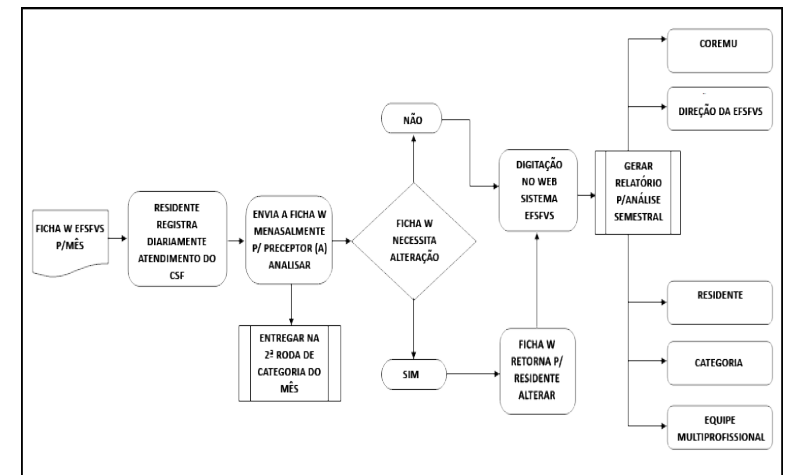 FICHA W EFSFVS
P/MÊS
RESIDENTE
REGISTRA
DIARIAMENTE
ATENDIMENTO DO
CSF
ENVIA A FICHA W
MENASALMENTE
P/ PRECEPTOR (A)
ANALISAR
ENTREGAR NA
2ª RODA DE
CATEGORIA DO
MÊS
FICHA W
NECESSITA
ALTERAÇÃO
NÃO
SIM
FICHA W
RETORNA P/
RESIDENTE
ALTERAR
DIGITAÇÃO
NO WEB
SISTEMA
EFSFVS
GERAR
RELATÓRIO
P/ANÁLISE
SEMESTRAL
COREMU
DIREÇÃO DA EFSFVS
RESIDENTE
CATEGORIA
EQUIPE
MULTIPROFISSIONAL